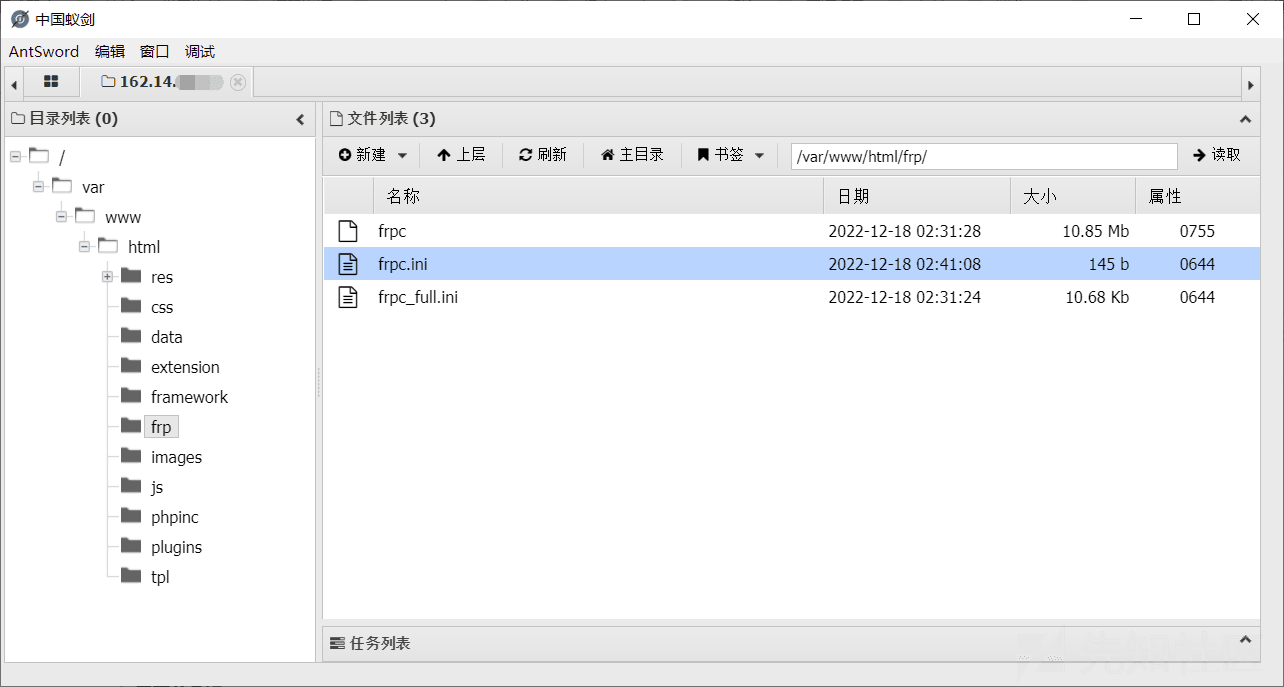 中国蚁剑
AntSword 编辑 窗口 调试
162.14.
目录列表 (0)
/
var
www
html
res
css
data
extension
framework
frp
images
js
phpinc
plugins
tpl
文件列表 (3)
新建 上层 刷新 主目录 书签 /var/www/html/frp/ 读取
名称 日期 大小 属性
frpc 2022-12-18 02:31:28 10.85 Mb 0755
frpc.ini 2022-12-18 02:41:08 145 b 0644
frpc_full.ini 2022-12-18 02:31:24 10.68 Kb 0644
任务列表